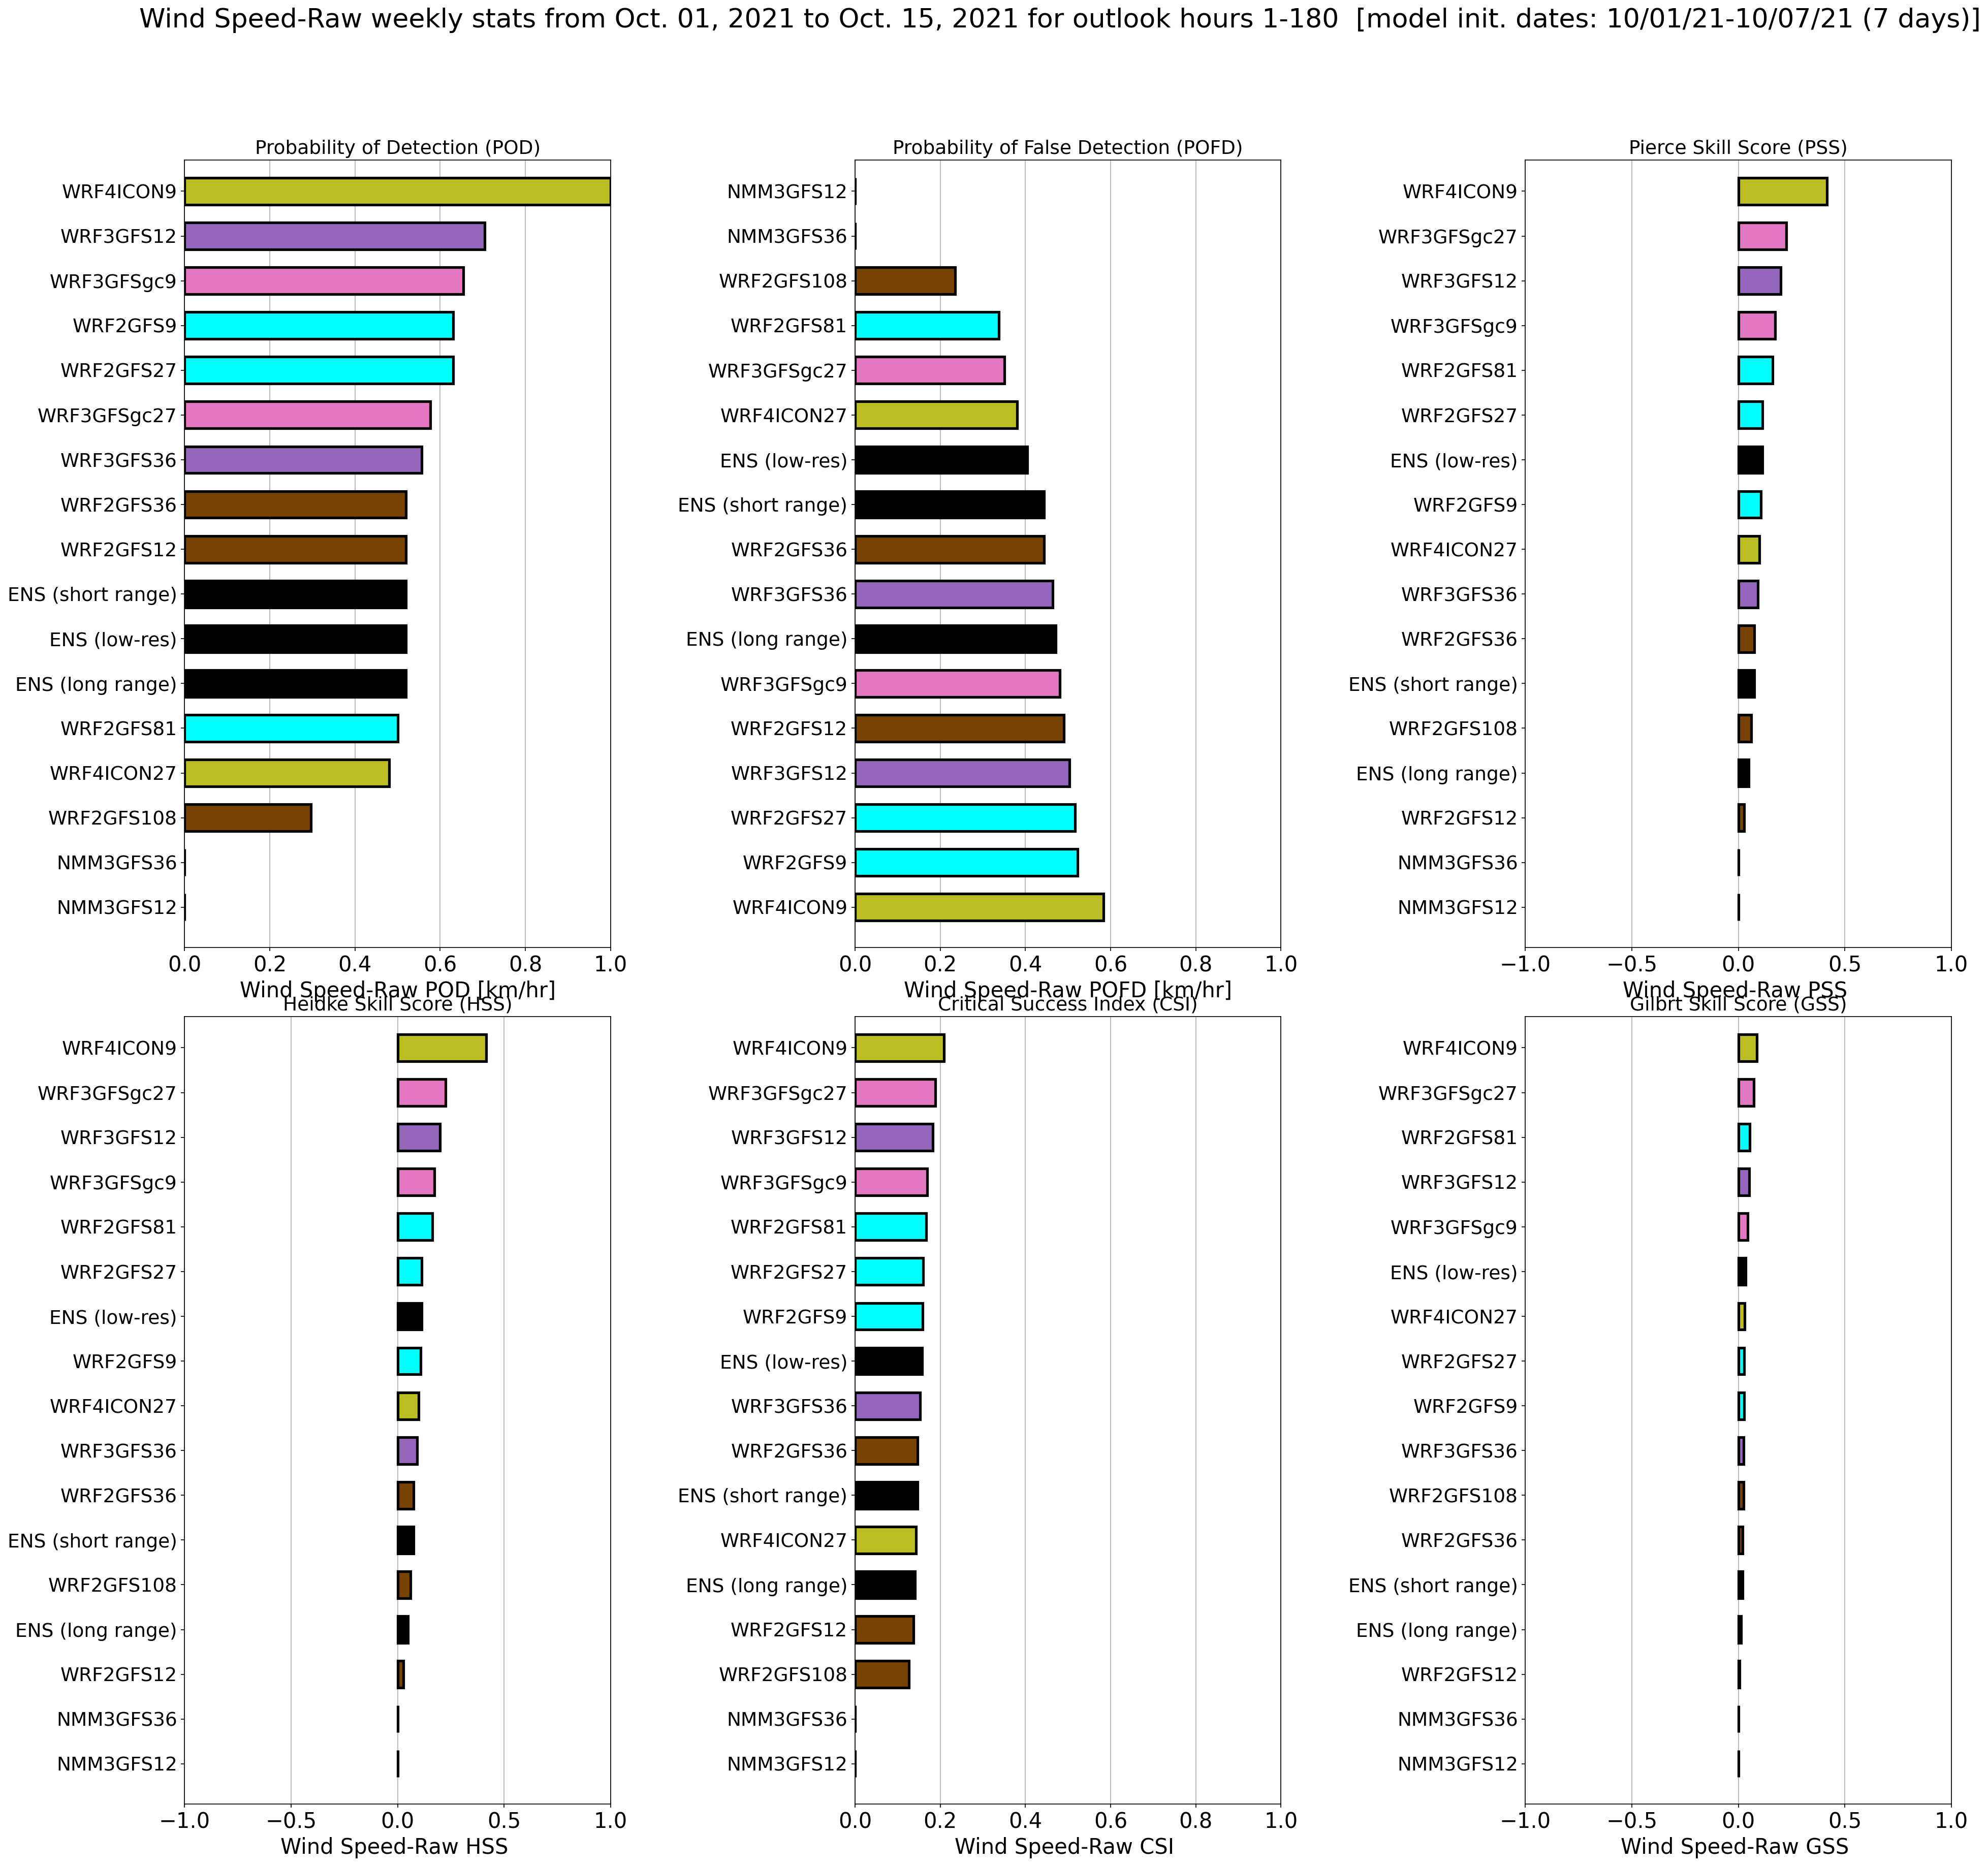 Wind Speed-Raw weekly stats from Oct. 01, 2021 to Oct. 15, 2021 for outlook hours 1-180  [model init. dates: 10/01/21-10/07/21 (7 days)]
Probability of Detection (POD)
WRF4ICON9
WRF3GFS12
WRF3GFSgc9
WRF2GFS9
WRF2GFS27
WRF3GFSgc27
WRF3GFS36
WRF2GFS36
WRF2GFS12
ENS (short range)
ENS (low-res)
ENS (long range)
WRF2GFS81
WRF4ICON27
WRF2GFS108
NMM3GFS36
NMM3GFS12
0.0 0.2 0.4 0.6 0.8 1.0
Wind Speed-Raw POD [km/hr]
Probability of False Detection (POFD)
NMM3GFS12
NMM3GFS36
WRF2GFS108
WRF2GFS81
WRF3GFSgc27
WRF4ICON27
ENS (low-res)
ENS (short range)
WRF2GFS36
WRF3GFS36
ENS (long range)
WRF3GFSgc9
WRF2GFS12
WRF3GFS12
WRF2GFS27
WRF2GFS9
WRF4ICON9
0.0 0.2 0.4 0.6 0.8 1.0
Wind Speed-Raw POFD [km/hr]
Pierce Skill Score (PSS)
WRF4ICON9
WRF3GFSgc27
WRF3GFS12
WRF3GFSgc9
WRF2GFS81
WRF2GFS27
ENS (low-res)
WRF2GFS9
WRF4ICON27
WRF3GFS36
WRF2GFS36
ENS (short range)
WRF2GFS108
ENS (long range)
WRF2GFS12
NMM3GFS36
NMM3GFS12
−1.0 −0.5 0.0 0.5 1.0
Wind Speed-Raw PSS
Heidke Skill Score (HSS)
WRF4ICON9
WRF3GFSgc27
WRF3GFS12
WRF3GFSgc9
WRF2GFS81
WRF2GFS27
ENS (low-res)
WRF2GFS9
WRF4ICON27
WRF3GFS36
WRF2GFS36
ENS (short range)
WRF2GFS108
ENS (long range)
WRF2GFS12
NMM3GFS36
NMM3GFS12
−1.0 −0.5 0.0 0.5 1.0
Wind Speed-Raw HSS
Critical Success Index (CSI)
WRF4ICON9
WRF3GFSgc27
WRF3GFS12
WRF3GFSgc9
WRF2GFS81
WRF2GFS27
WRF2GFS9
ENS (low-res)
WRF3GFS36
WRF2GFS36
ENS (short range)
WRF4ICON27
ENS (long range)
WRF2GFS12
WRF2GFS108
NMM3GFS36
NMM3GFS12
0.0 0.2 0.4 0.6 0.8 1.0
Wind Speed-Raw CSI
Gilbrt Skill Score (GSS)
WRF4ICON9
WRF3GFSgc27
WRF2GFS81
WRF3GFS12
WRF3GFSgc9
ENS (low-res)
WRF4ICON27
WRF2GFS27
WRF2GFS9
WRF3GFS36
WRF2GFS108
WRF2GFS36
ENS (short range)
ENS (long range)
WRF2GFS12
NMM3GFS36
NMM3GFS12
−1.0 −0.5 0.0 0.5 1.0
Wind Speed-Raw GSS